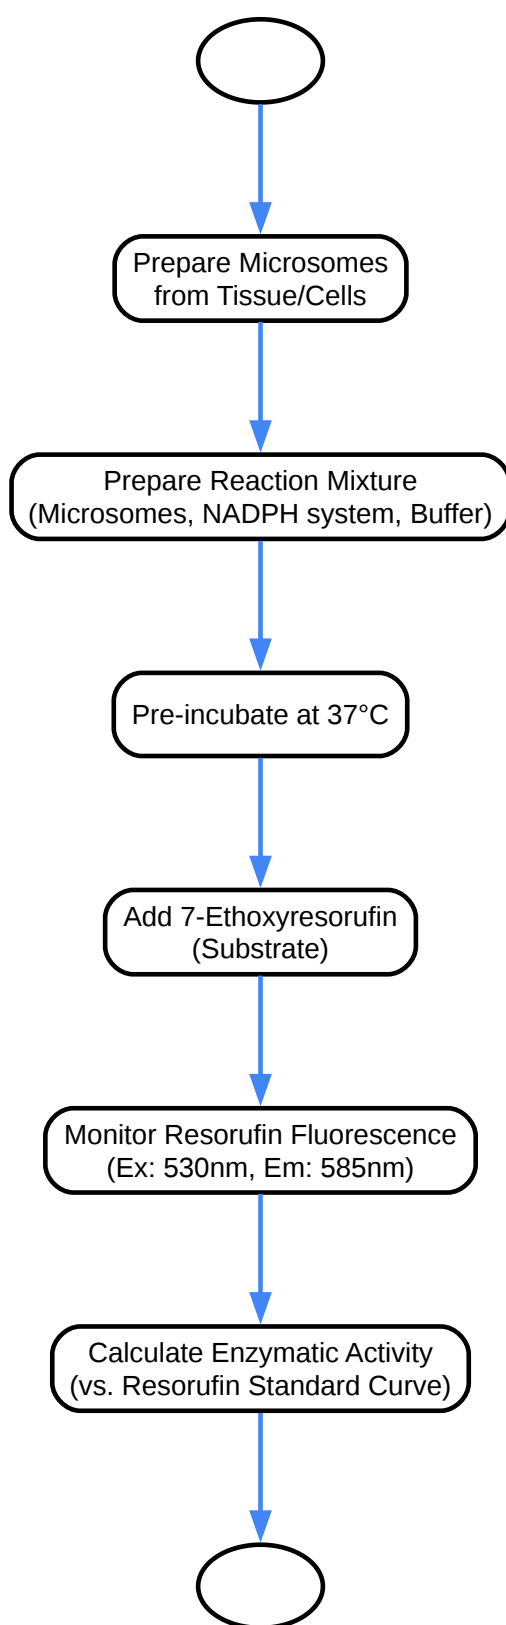 Prepare Microsomes
from Tissue/Cells
Prepare Reaction Mixture
(Microsomes, NADPH system, Buffer)
Pre-incubate at 37°C
Add 7-Ethoxyresorufin
(Substrate)
Monitor Resorufin Fluorescence
(Ex: 530nm, Em: 585nm)
Calculate Enzymatic Activity
(vs. Resorufin Standard Curve)